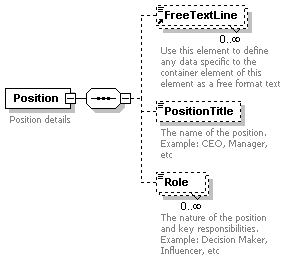 FreeTextLine
0..∞
Use this element to define
any data specific to the
container element of this
element as a free format text
Position
Position details
PositionTitle
The name of the position.
Example: CEO, Manager,
etc
Role
0..∞
The nature of the position
and key responsibilities.
Example: Decision Maker,
Influencer, etc